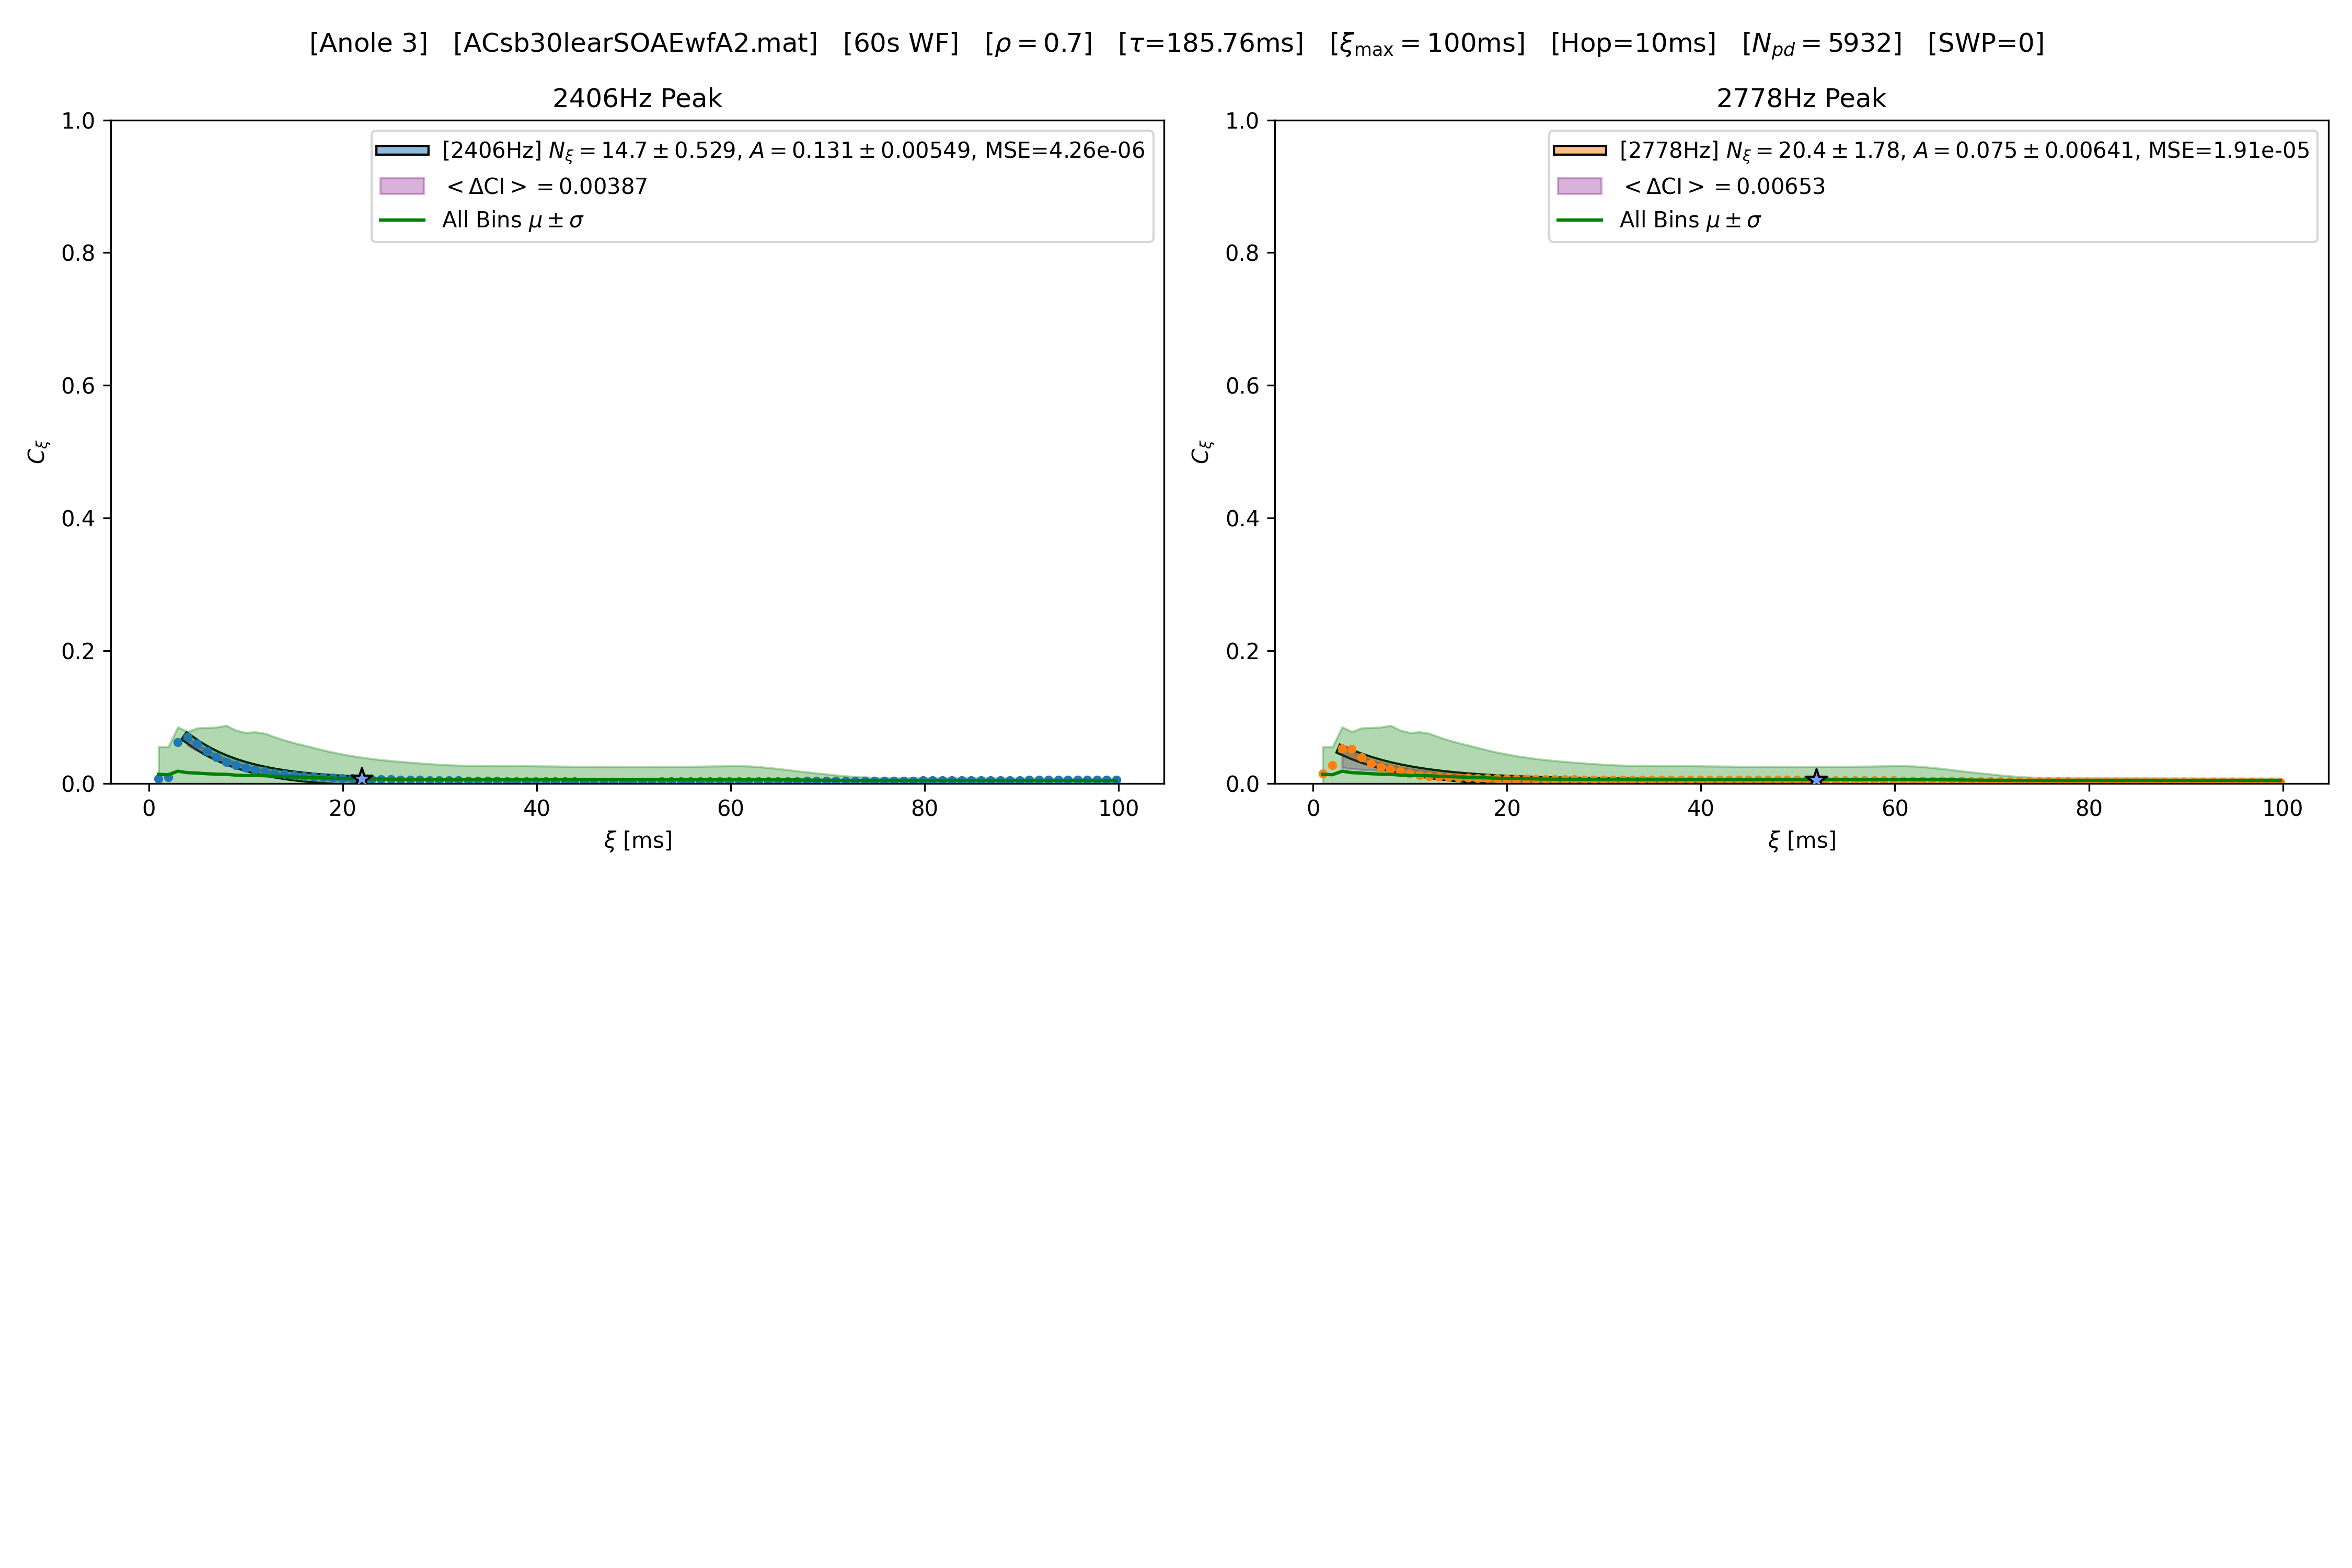 [Anole 3] [ACsb30learSOAEwfA2.mat] [60s WF] [ρ = 0.7] [τ=185.76ms] [ξmax = 100ms] [Hop=10ms] [Npd = 5932] [SWP=0]
2406Hz Peak
[2406Hz] Nξ = 14.7 ± 0.529, A = 0.131 ± 0.00549, MSE=4.26e-06
< ΔCI > = 0.00387
All Bins μ ± σ
1.0
0.8
0.6
0.4
0.2
0.0
Cξ
0 20 40 60 80 100
ξ [ms]
2778Hz Peak
[2778Hz] Nξ = 20.4 ± 1.78, A = 0.075 ± 0.00641, MSE=1.91e-05
< ΔCI > = 0.00653
All Bins μ ± σ
1.0
0.8
0.6
0.4
0.2
0.0
Cξ
0 20 40 60 80 100
ξ [ms]